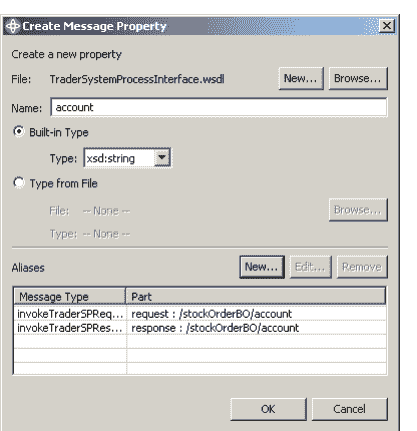 Create Message Property
Create a new property
File: TraderSystemProcessInterface.wsdl New... Browse...
Name: account
Built-in Type
Type: xsd:string
Type from File
File: -- None -- Browse...
Type: -- None --
Aliases New... Edit... Remove
Message Type Part
invokeTraderSPReq... request : /stockOrderBO/account
invokeTraderSPRes... response : /stockOrderBO/account
OK Cancel